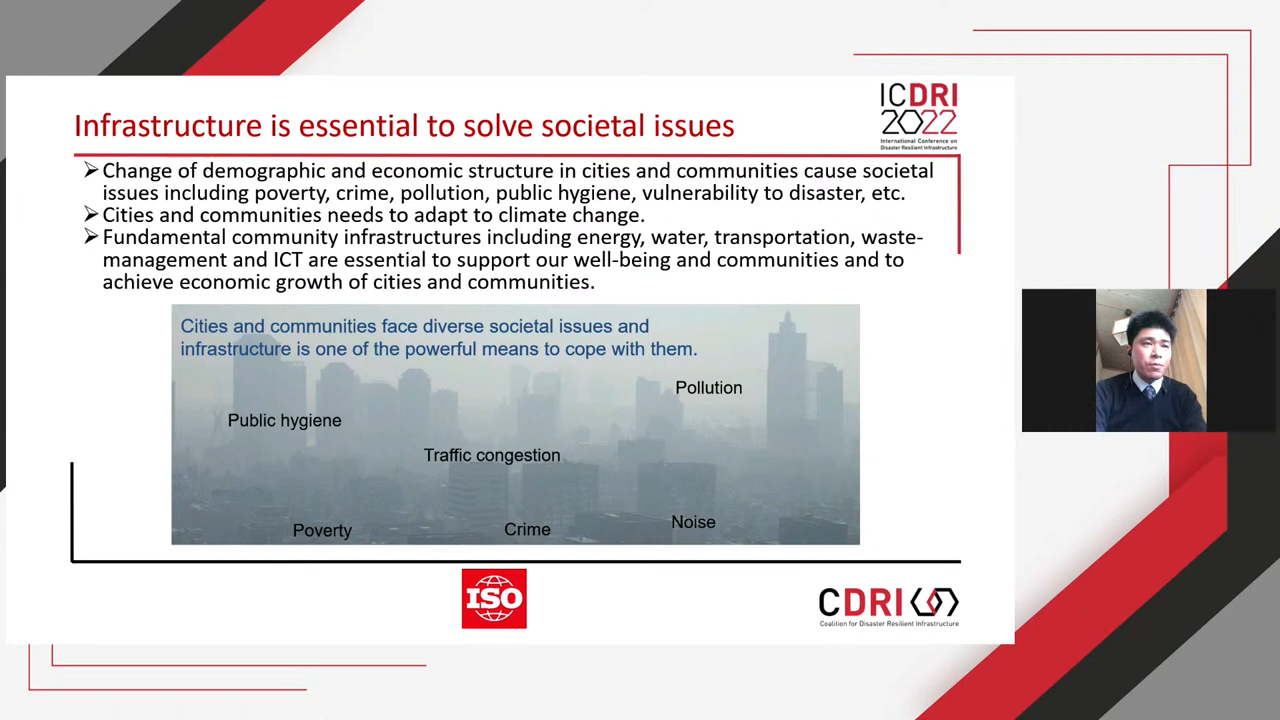 ICDRI
2022
International Conference on
Disaster Resilient Infrastructure
Infrastructure is essential to solve societal issues
➢Change of demographic and economic structure in cities and communities cause societal
issues including poverty, crime, pollution, public hygiene, vulnerability to disaster, etc.
➢Cities and communities needs to adapt to climate change.
➢Fundamental community infrastructures including energy, water, transportation, waste-
management and ICT are essential to support our well-being and communities and to
achieve economic growth of cities and communities.
Cities and communities face diverse societal issues and
infrastructure is one of the powerful means to cope with them.
Pollution
Public hygiene
Traffic congestion
Noise
Poverty
Crime
ISO
CDRI
Coalition for Disaster Resilient Infrastructure